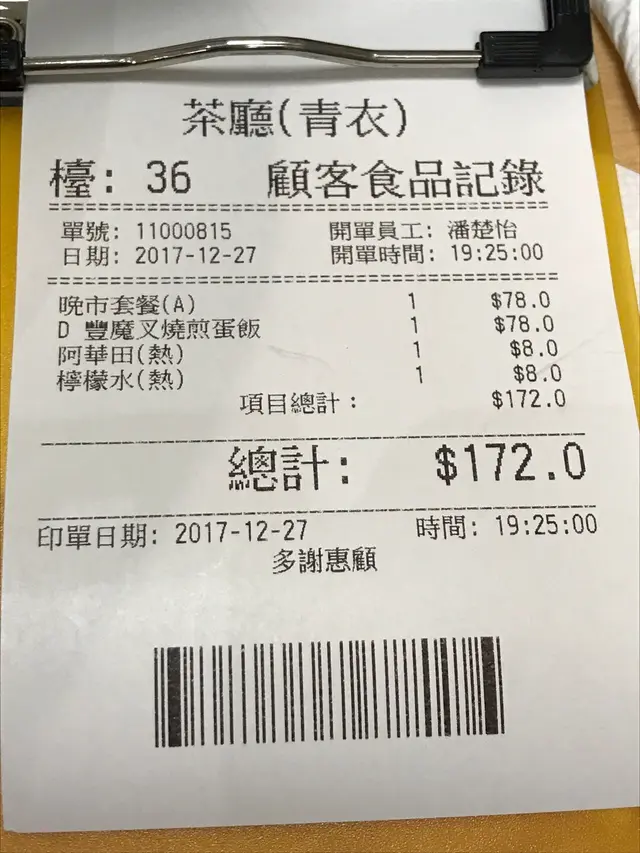 茶廳(青衣)
檯: 36 顧客食品記錄
單號: 11000815 開單員工: 潘楚怡
日期: 2017-12-27 開單時間: 19:25:00
晚市套餐(A) 1 $78.0
D 豐魔叉燒煎蛋飯 1 $78.0
阿華田(熱) 1 $8.0
檸檬水(熱) 1 $8.0
項目總計: $172.0
總計: $172.0
印單日期: 2017-12-27 時間: 19:25:00
多謝惠顧